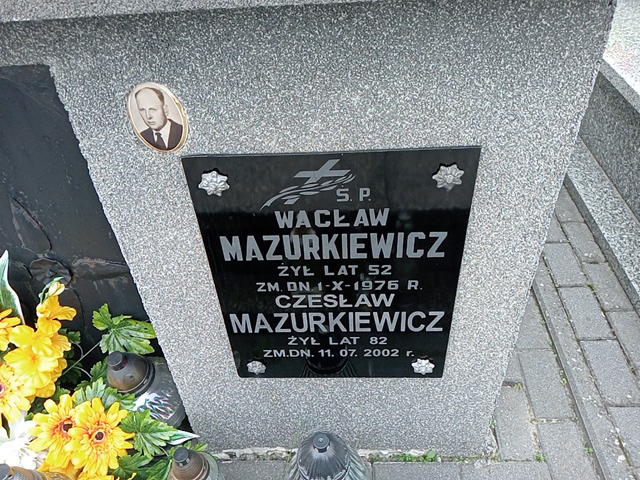 Ś. P.
WACŁAW
MAZURKIEWICZ
ŻYŁ LAT 52
ZM. DN. 1-X-1976 R.
CZESŁAW
MAZURKIEWICZ
ŻYŁ LAT 82
ZM.DN. 11.07.2002 r.